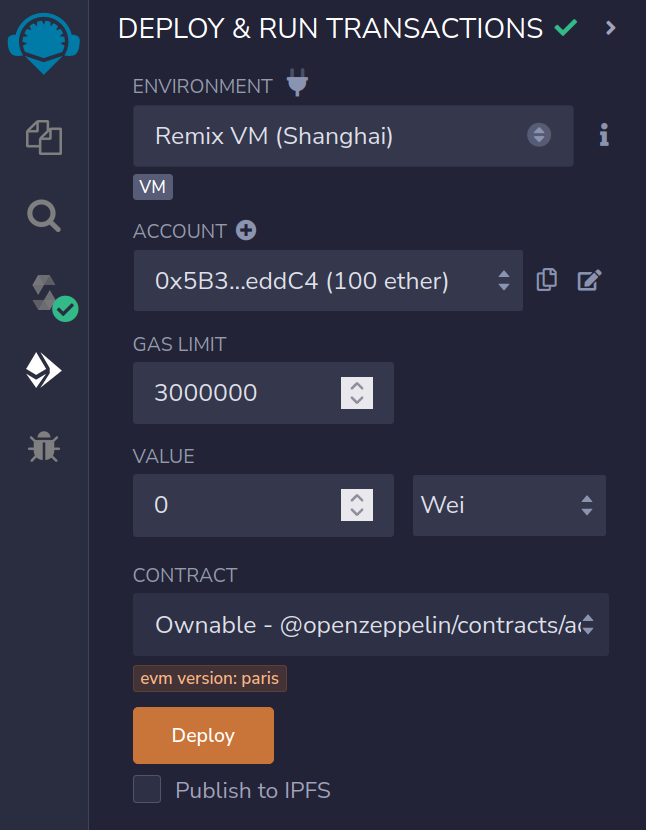 DEPLOY & RUN TRANSACTIONS
ENVIRONMENT
Remix VM (Shanghai)
VM
ACCOUNT
0x5B3...eddC4 (100 ether)
GAS LIMIT
3000000
VALUE
0 Wei
CONTRACT
Ownable - @openzeppelin/contracts/ac
evm version: paris
Deploy
Publish to IPFS